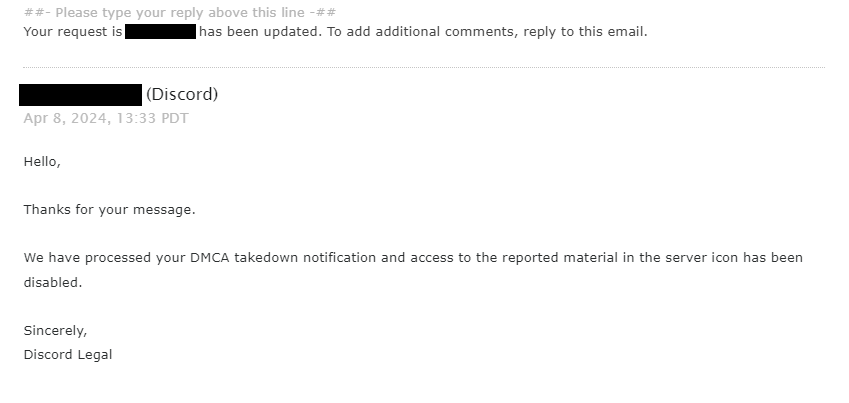 ##- Please type your reply above this line -##
Your request is has been updated. To add additional comments, reply to this email.
(Discord)
Apr 8, 2024, 13:33 PDT
Hello,
Thanks for your message.
We have processed your DMCA takedown notification and access to the reported material in the server icon has been
disabled.
Sincerely,
Discord Legal